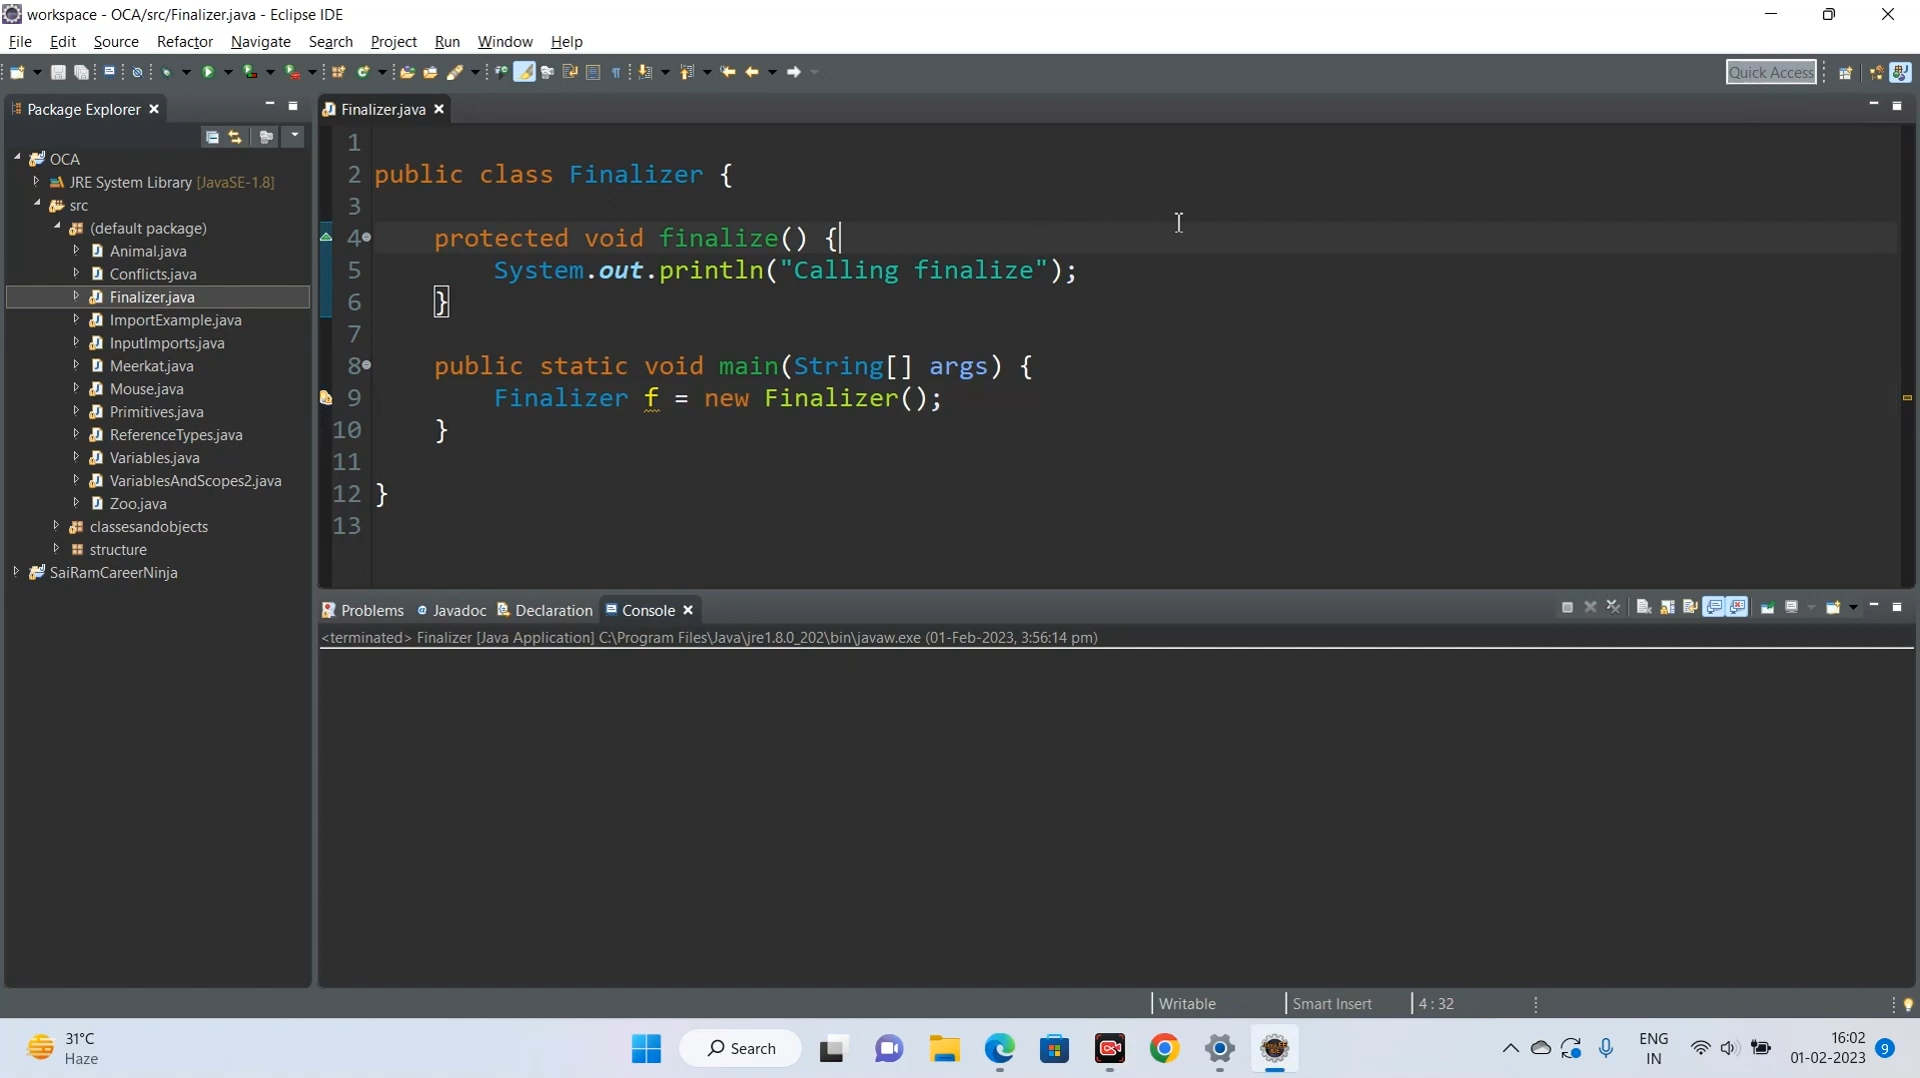 workspace - OCA/src/Finalizer.java - Eclipse IDE
File Edit Source Refactor Navigate Search Project Run Window Help
Quick Access
Package Explorer
Finalizer.java
OCA
JRE System Library [JavaSE-1.8]
src
(default package)
Animal.java
Conflicts.java
Finalizer.java
ImportExample.java
InputImports.java
Meerkat.java
Mouse.java
Primitives.java
ReferenceTypes.java
Variables.java
VariablesAndScopes2.java
Zoo.java
classesandobjects
structure
SaiRamCareerNinja
1
2 public class Finalizer {
3
4 protected void finalize() {
5 System.out.println("Calling finalize");
6 }
7
8 public static void main(String[] args) {
9 Finalizer f = new Finalizer();
10 }
11
12 }
13
Problems @ Javadoc Declaration Console
<terminated> Finalizer [Java Application] C:\Program Files\Java\jre1.8.0_202\bin\javaw.exe (01-Feb-2023, 3:56:14 pm)
Writable Smart Insert 4 : 32
31°C
Haze
Search
ENG
IN
16:02
01-02-2023
9